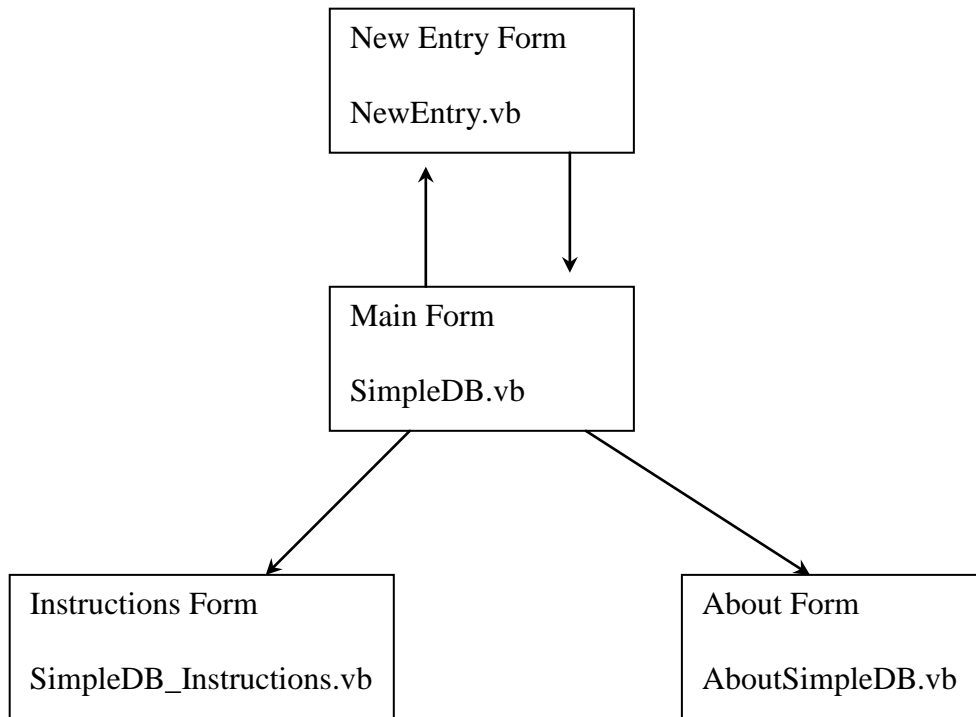 New Entry Form
NewEntry.vb
Main Form
SimpleDB.vb
Instructions Form
SimpleDB_Instructions.vb
About Form
AboutSimpleDB.vb